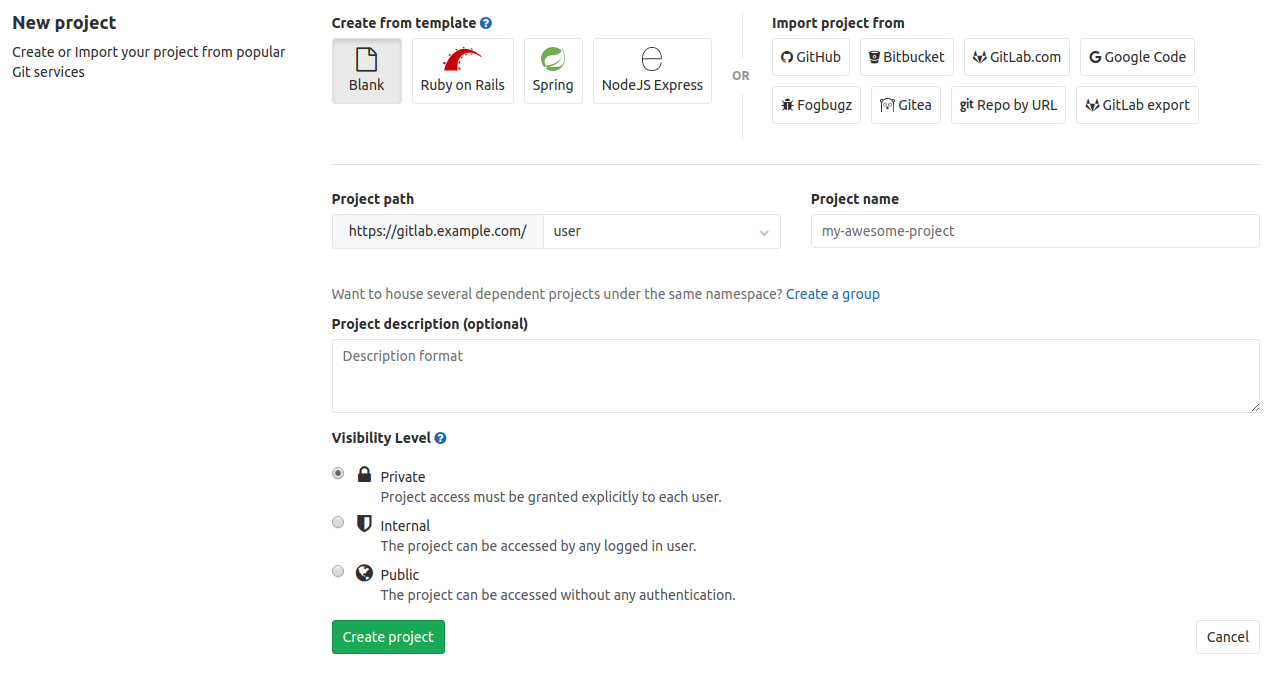 New project
Create or Import your project from popular
Git services
Create from template
Blank
Ruby on Rails
Spring
NodeJS Express
OR
Import project from
GitHub
Bitbucket
GitLab.com
Google Code
Fogbugz
Gitea
git Repo by URL
GitLab export
Project path
https://gitlab.example.com/ user
Project name
my-awesome-project
Want to house several dependent projects under the same namespace? Create a group
Project description (optional)
Description format
Visibility Level
Private
Project access must be granted explicitly to each user.
Internal
The project can be accessed by any logged in user.
Public
The project can be accessed without any authentication.
Create project
Cancel